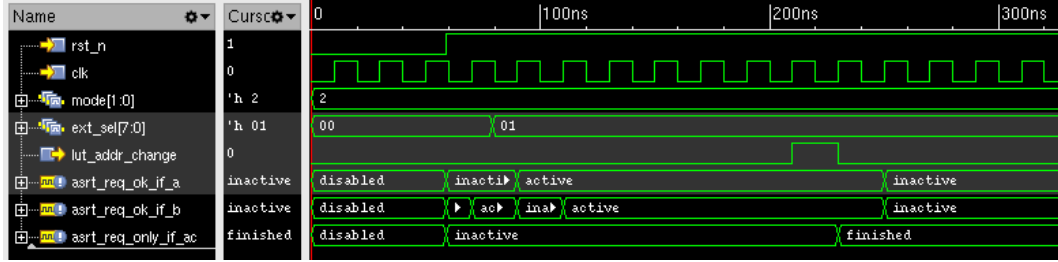 Name Cursc 0 100ns 200ns 300ns
rst_n 1
clk 0
mode[1:0] 'h 2 2
ext_sel[7:0] 'h 01 00 01
lut_addr_change 0
asrt_req_ok_if_a inactive disabled inacti active inactive
asrt_req_ok_if_b inactive disabled ac ina active inactive
asrt_req_only_if_ac finished disabled inactive finished